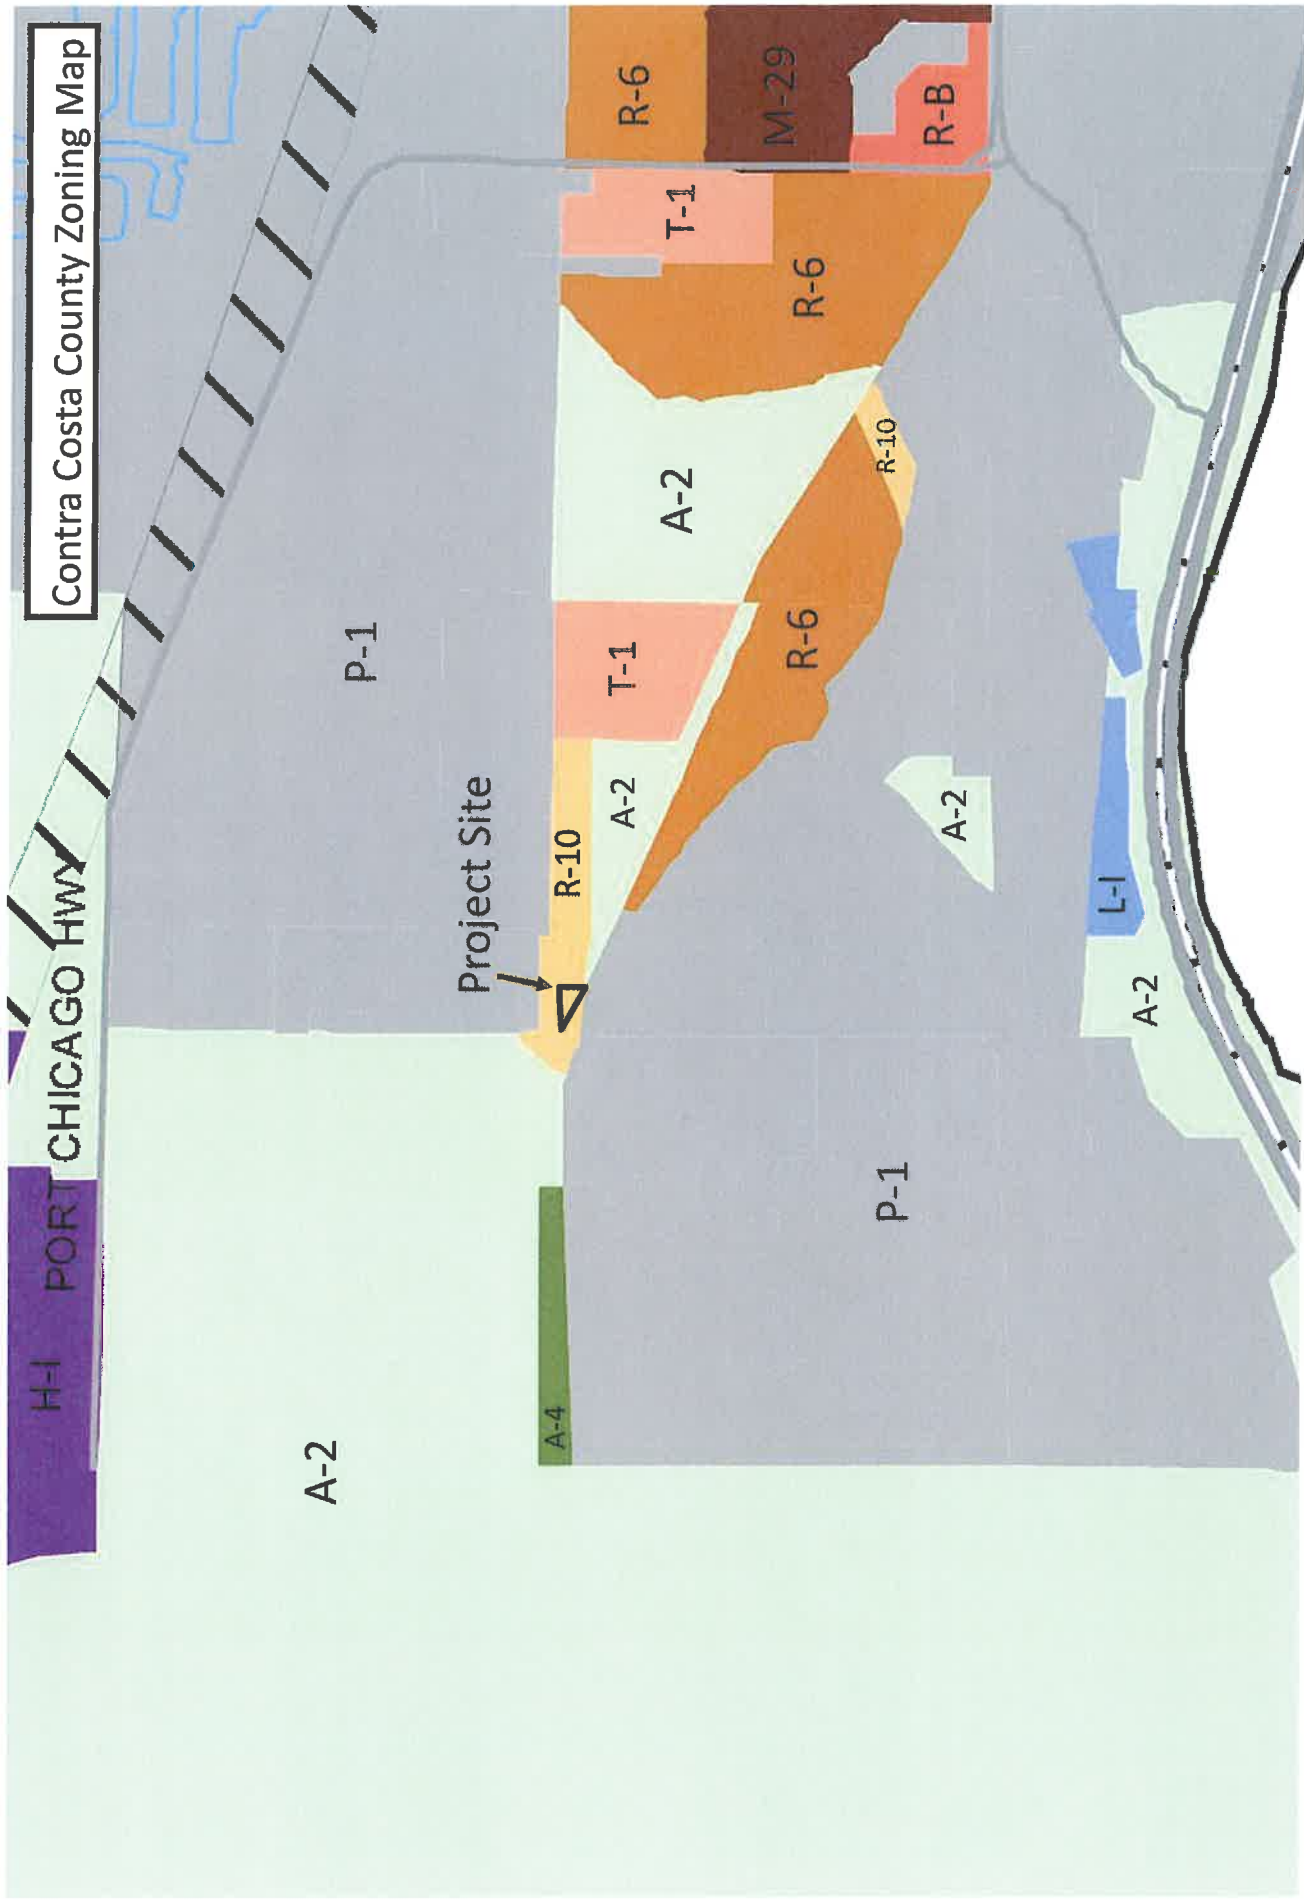 Contra Costa County Zoning Map
H-I
PORT CHICAGO HWY
P-1
R-6
M-29
R-B
T-1
R-6
A-2
R-10
T-1
R-6
Project Site
R-10
A-2
A-2
L-I
A-2
P-1
A-2
A-4